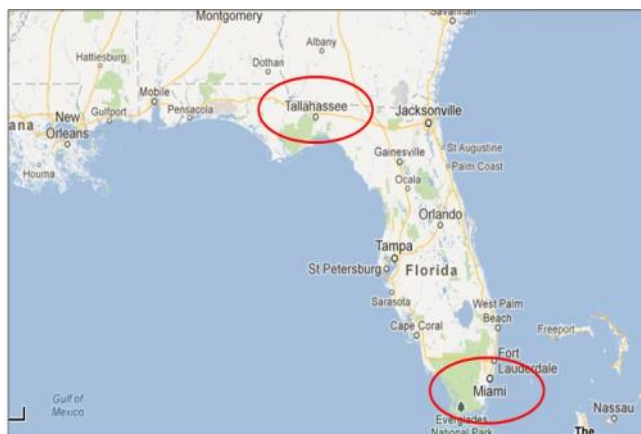 Montgomery
Savannah
Albany
Hattiesburg
Dothan
Mobile
Tallahassee
Gulfport
Pensacola
Jacksonville
ana
New
Orleans
St Augustine
Gainesville
Palm Coast
Houma
Ocala
Orlando
Tampa
St Petersburg
Florida
Sarasota
West Palm
Beach
Cape Coral
Freeport
Fort
Lauderdale
Miami
Gulf of
Mexico
Nassau
Everglades
National Park
The